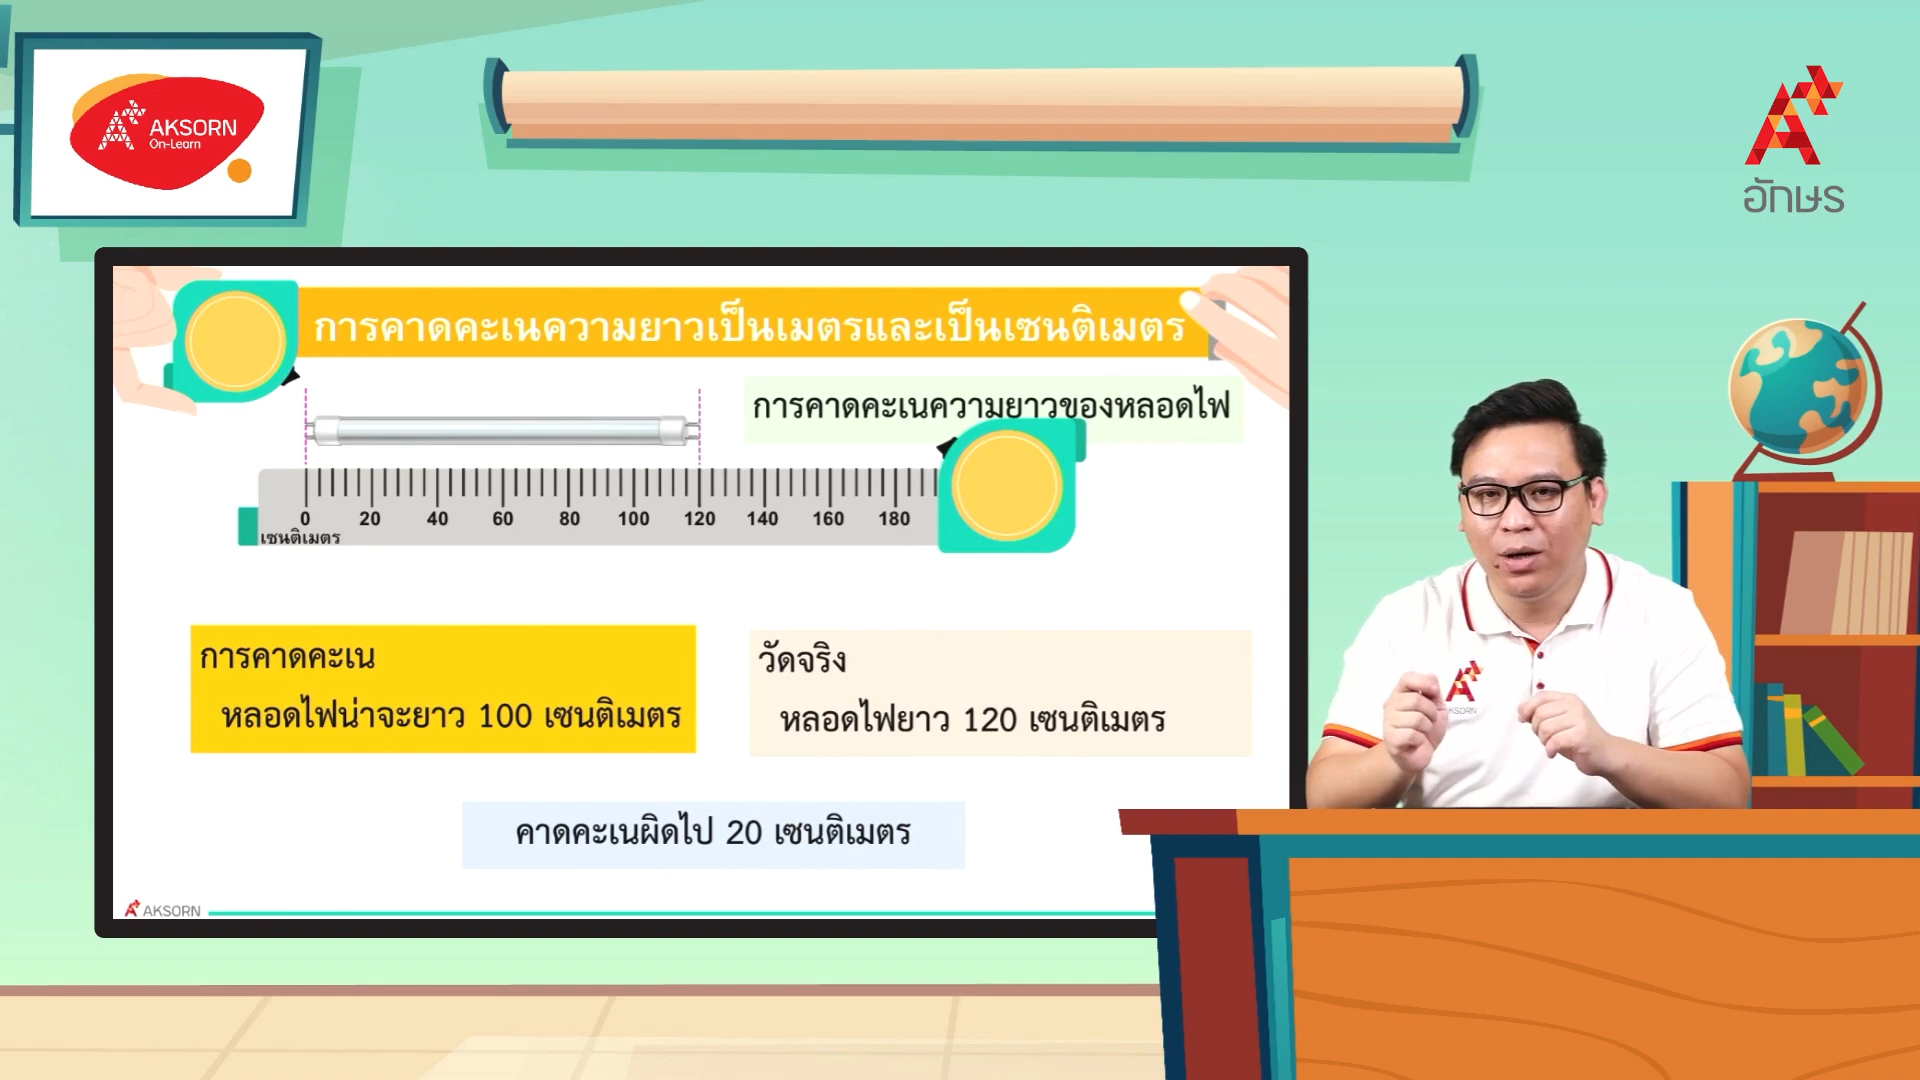 AKSORN
On-Learn
อักษร
การคาดคะเนความยาวเป็นเมตรและเป็นเซนติเมตร
การคาดคะเนความยาวของหลอดไฟ
0 20 40 60 80 100 120 140 160 180
เซนติเมตร
การคาดคะเน
หลอดไฟน่าจะยาว 100 เซนติเมตร
วัดจริง
หลอดไฟยาว 120 เซนติเมตร
คาดคะเนผิดไป 20 เซนติเมตร
AKSORN
AKSORN